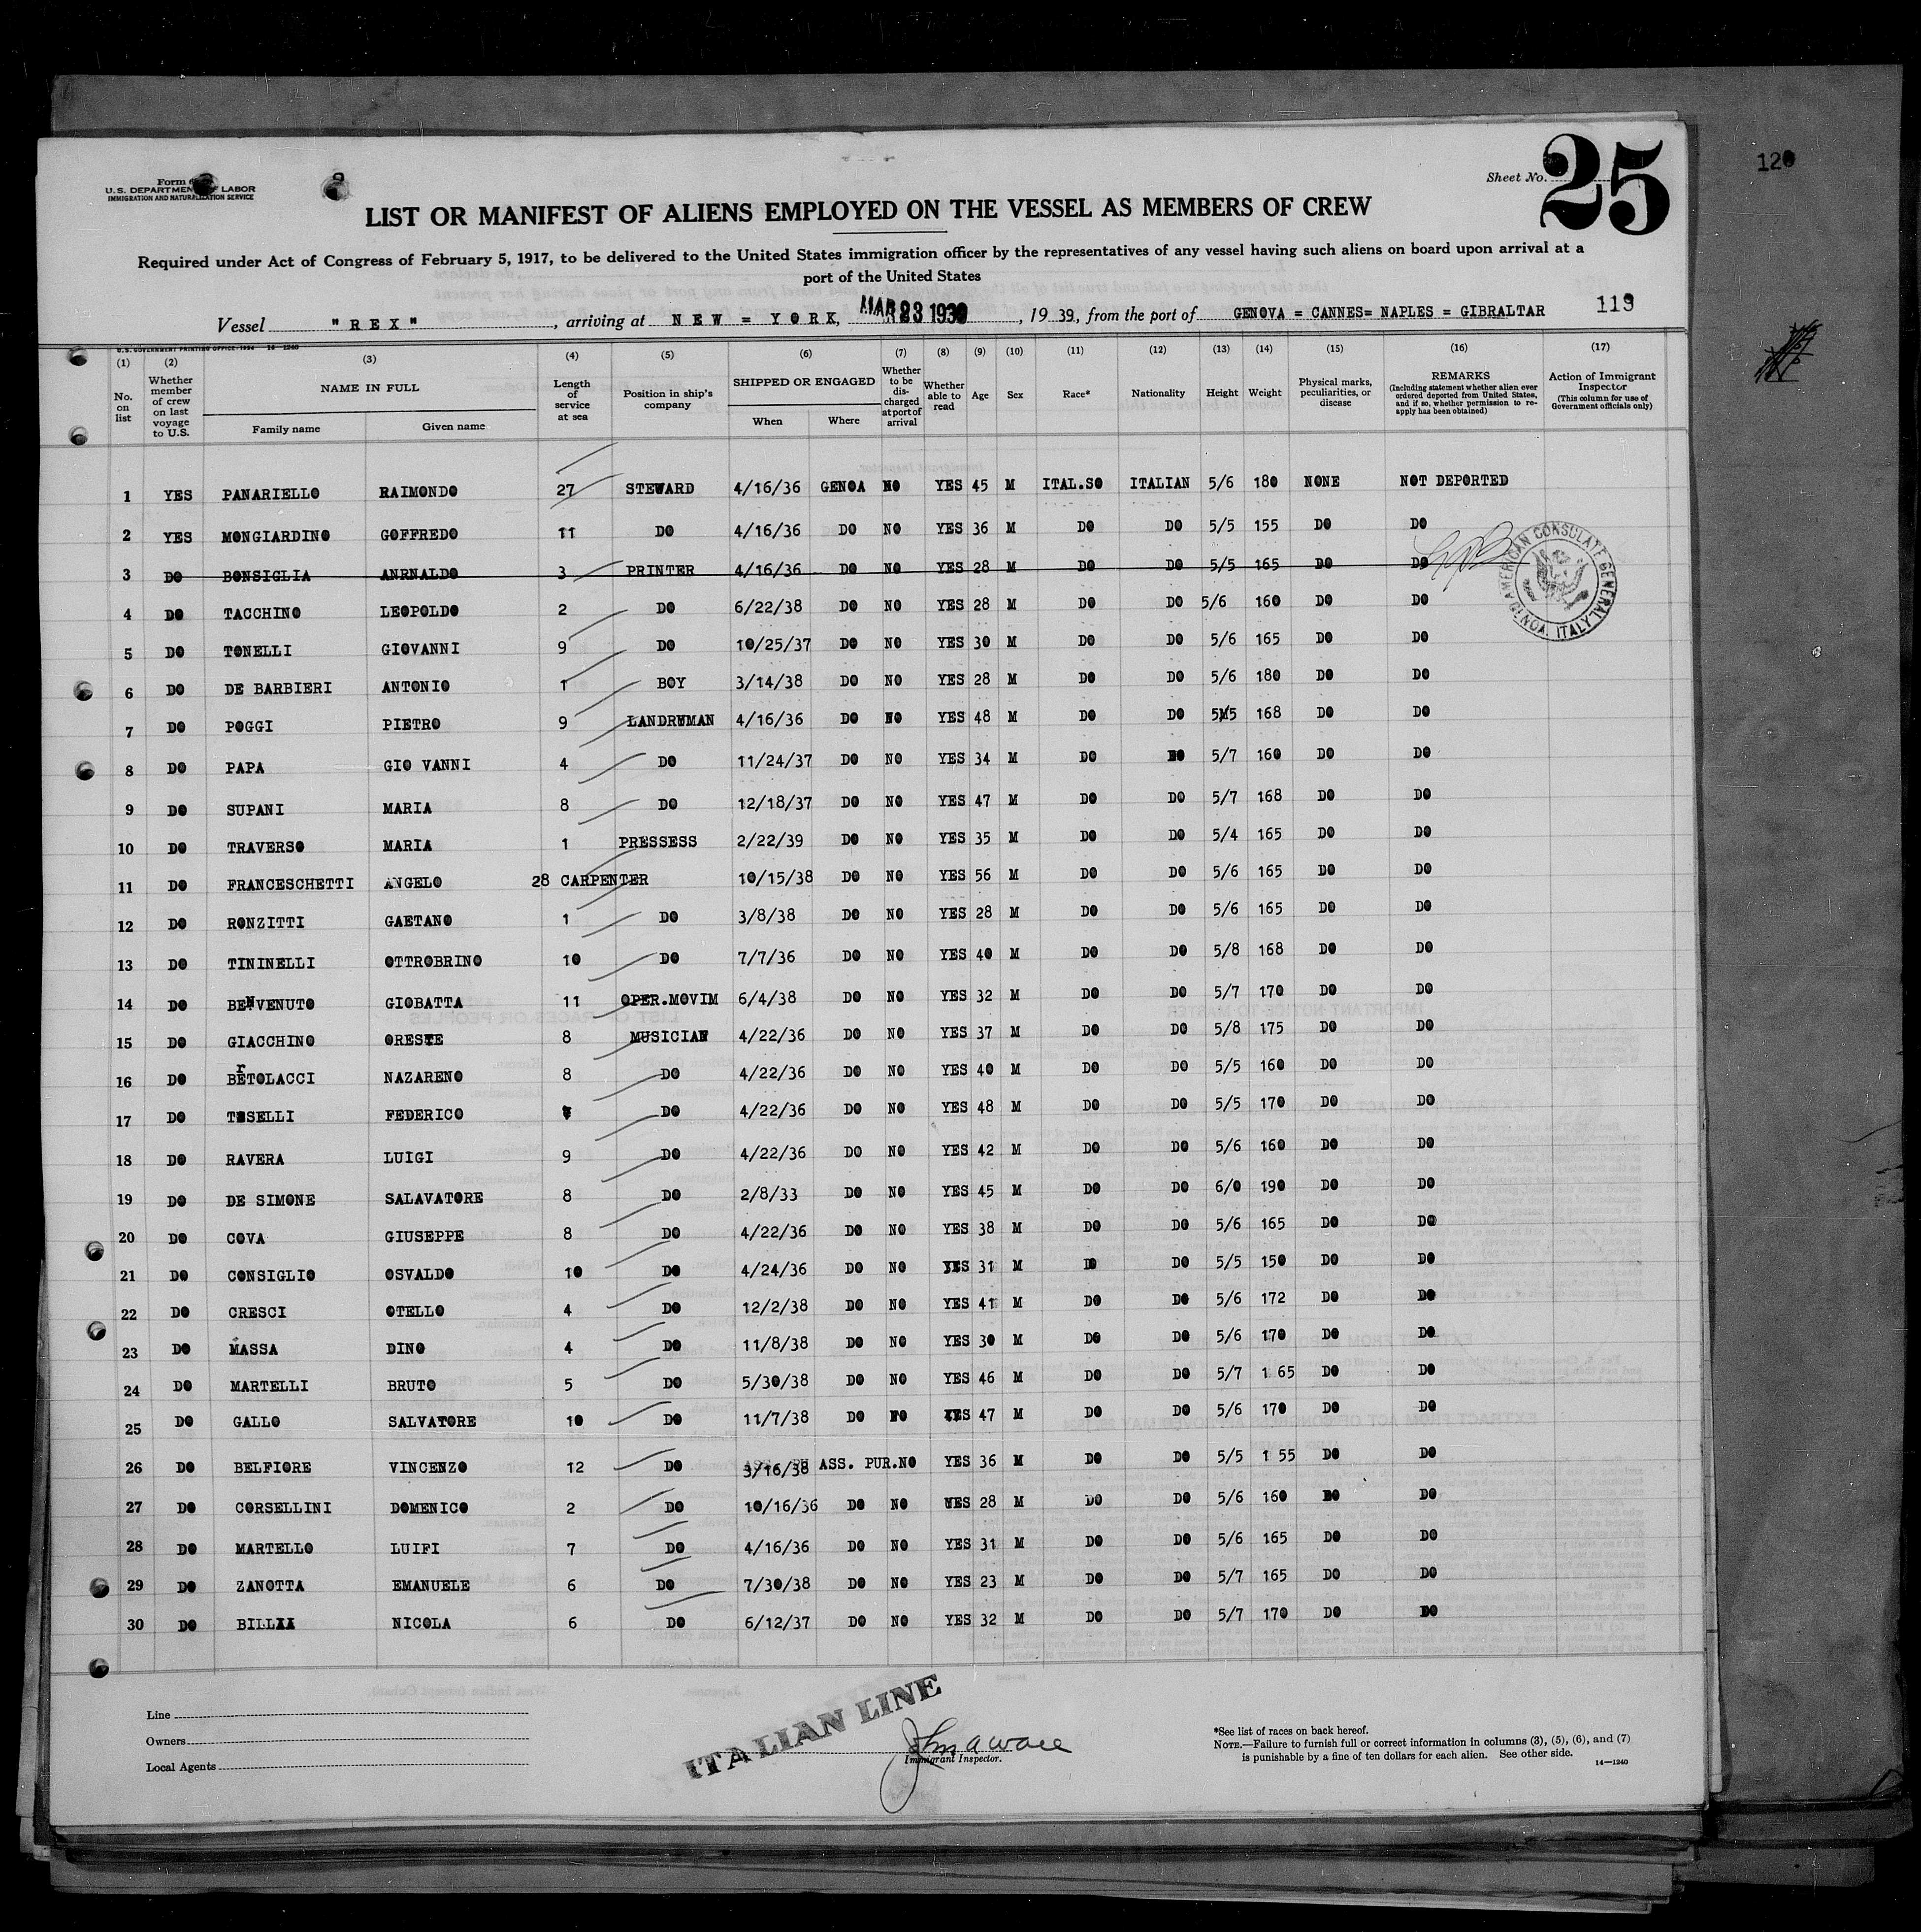 120
Form
U.S. DEPARTMENT OF LABOR
IMMIGRATION AND NATURALIZATION SERVICE
Sheet No. 25
LIST OR MANIFEST OF ALIENS EMPLOYED ON THE VESSEL AS MEMBERS OF CREW
Required under Act of Congress of February 5, 1917, to be delivered to the United States immigration officer by the representatives of any vessel having such aliens on board upon arrival at a
port of the United States
119
Vessel "REX", arriving at NEW = YORK, MAR 23 1939, 19 39, from the port of GENOVA = CANNES= NAPLES = GIBRALTAR
U.S. GOVERNMENT PRINTING OFFICE
(1) (2) (3) (4) (5) (6) (7) (8) (9) (10) (11) (12) (13) (14) (15) (16) (17)
No. on list
Whether member of crew on last voyage to U.S.
NAME IN FULL
Family name Given name
Length of service at sea
Position in ship's company
SHIPPED OR ENGAGED
When Where
Whether to be discharged at port of arrival
Whether able to read
Age
Sex
Race*
Nationality
Height
Weight
Physical marks, peculiarities, or disease
REMARKS
(Including statement whether alien ever ordered deported from United States, and if so, whether permission to re-apply has been obtained)
Action of Immigrant Inspector
(This column for use of Government officials only)
1 YES PANARIELLO RAIMONDO 27 STEWARD 4/16/36 GENOA NO YES 45 M ITAL.SO ITALIAN 5/6 180 NONE NOT DEPORTED
2 YES MONGIARDINO GOFFREDO 11 DO 4/16/36 DO NO YES 36 M DO DO 5/5 155 DO DO
3 DO BONSIGLIA ANRNALDO 3 PRINTER 4/16/36 DO NO YES 28 M DO DO 5/5 165 DO DO
4 DO TACCHINO LEOPOLDO 2 DO 6/22/38 DO NO YES 28 M DO DO 5/6 160 DO DO
5 DO TONELLI GIOVANNI 9 DO 10/25/37 DO NO YES 30 M DO DO 5/6 165 DO DO
6 DO DE BARBIERI ANTONIO 1 BOY 3/14/38 DO NO YES 28 M DO DO 5/6 180 DO DO
7 DO POGGI PIETRO 9 LANDRUMAN 4/16/36 DO NO YES 48 M DO DO 5/5 168 DO DO
8 DO PAPA GIO VANNI 4 DO 11/24/37 DO NO YES 34 M DO DO 5/7 160 DO DO
9 DO SUPANI MARIA 8 DO 12/18/37 DO NO YES 47 M DO DO 5/7 168 DO DO
10 DO TRAVERSO MARIA 1 PRESSESS 2/22/39 DO NO YES 35 M DO DO 5/4 165 DO DO
11 DO FRANCESCHETTI ANGELO 28 CARPENTER 10/15/38 DO NO YES 56 M DO DO 5/6 165 DO DO
12 DO RONZITTI GAETANO 1 DO 3/8/38 DO NO YES 28 M DO DO 5/6 165 DO DO
13 DO TININELLI OTTROBRINO 10 DO 7/7/36 DO NO YES 40 M DO DO 5/8 168 DO DO
14 DO BENVENUTO GIOBATTA 11 OPER.MOVIM 6/4/38 DO NO YES 32 M DO DO 5/7 170 DO DO
15 DO GIACCHINO ORESTE 8 MUSICIAN 4/22/36 DO NO YES 37 M DO DO 5/8 175 DO DO
16 DO BErTOLACCI NAZARENO 8 DO 4/22/36 DO NO YES 40 M DO DO 5/5 160 DO DO
17 DO TOSELLI FEDERICO DO 4/22/36 DO NO YES 48 M DO DO 5/5 170 DO DO
18 DO RAVERA LUIGI 9 DO 4/22/36 DO NO YES 42 M DO DO 5/6 160 DO DO
19 DO DE SIMONE SALAVATORE 8 DO 2/8/33 DO NO YES 45 M DO DO 6/0 190 DO DO
20 DO COVA GIUSEPPE 8 DO 4/22/36 DO NO YES 38 M DO DO 5/6 165 DO DO
21 DO CONSIGLIO OSVALDO 10 DO 4/24/36 DO NO YES 31 M DO DO 5/5 150 DO DO
22 DO CRESCI OTELLO 4 DO 12/2/38 DO NO YES 41 M DO DO 5/6 172 DO DO
23 DO MASSA DINO 4 DO 11/8/38 DO NO YES 30 M DO DO 5/6 170 DO DO
24 DO MARTELLI BRUTO 5 DO 5/30/38 DO NO YES 46 M DO DO 5/7 1 65 DO DO
25 DO GALLO SALVATORE 10 DO 11/7/38 DO NO YES 47 M DO DO 5/6 170 DO DO
26 DO BELFIORE VINCENZO 12 DO 3/16/38 ASS. PUR.NO YES 36 M DO DO 5/5 1 55 DO DO
27 DO CORSELLINI DOMENICO 2 DO 10/16/36 DO NO YES 28 M DO DO 5/6 160 DO DO
28 DO MARTELLO LUIFI 7 DO 4/16/36 DO NO YES 31 M DO DO 5/6 165 DO DO
29 DO ZANOTTA EMANUELE 6 DO 7/30/38 DO NO YES 23 M DO DO 5/7 165 DO DO
30 DO BILLXX NICOLA 6 DO 6/12/37 DO NO YES 32 M DO DO 5/7 170 DO DO
AMERICAN CONSULATE GENERAL
GENOA, ITALY
Line
Owners
Local Agents
ITALIAN LINE
John A Ware
Immigrant Inspector.
*See list of races on back hereof.
NOTE.—Failure to furnish full or correct information in columns (3), (5), (6), and (7)
is punishable by a fine of ten dollars for each alien. See other side.
14—1240